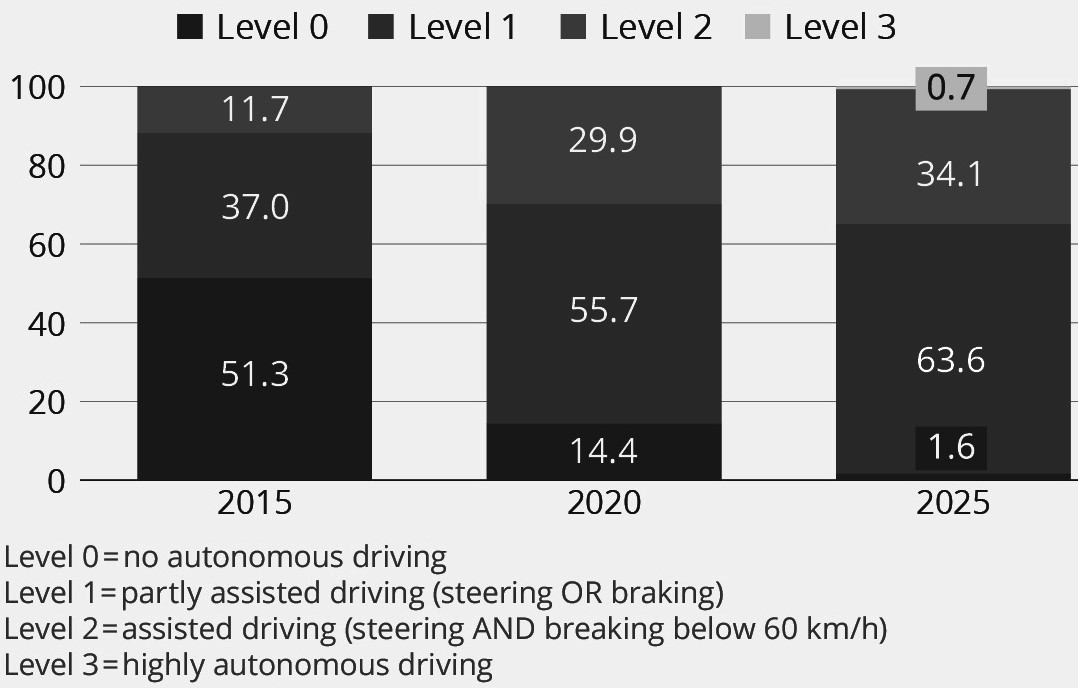 Level 0 Level 1 Level 2 Level 3
100
80
60
40
20
0
11.7
37.0
51.3
29.9
55.7
14.4
0.7
34.1
63.6
1.6
2015 2020 2025
Level 0=no autonomous driving
Level 1=partly assisted driving (steering OR braking)
Level 2=assisted driving (steering AND breaking below 60 km/h)
Level 3=highly autonomous driving